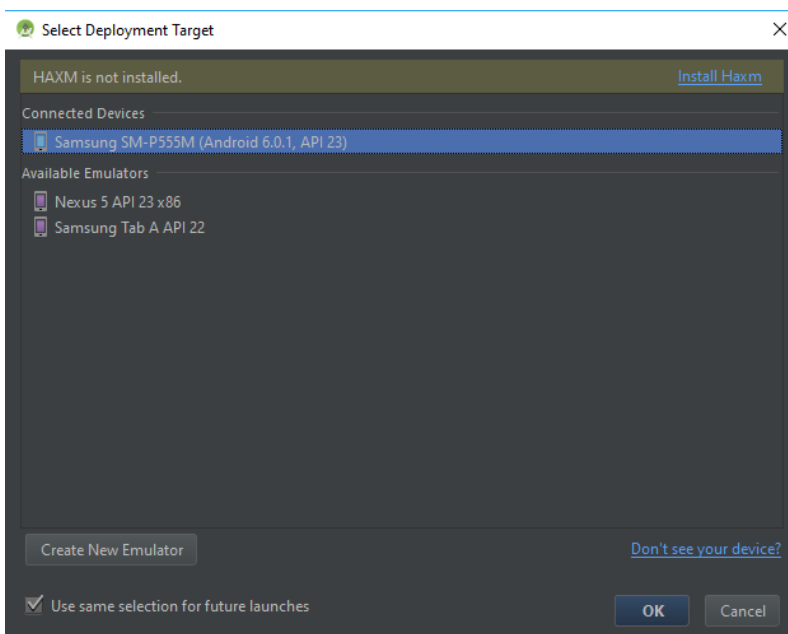 Select Deployment Target
HAXM is not installed. Install Haxm
Connected Devices
Samsung SM-P555M (Android 6.0.1, API 23)
Available Emulators
Nexus 5 API 23 x86
Samsung Tab A API 22
Create New Emulator Don't see your device?
Use same selection for future launches OK Cancel